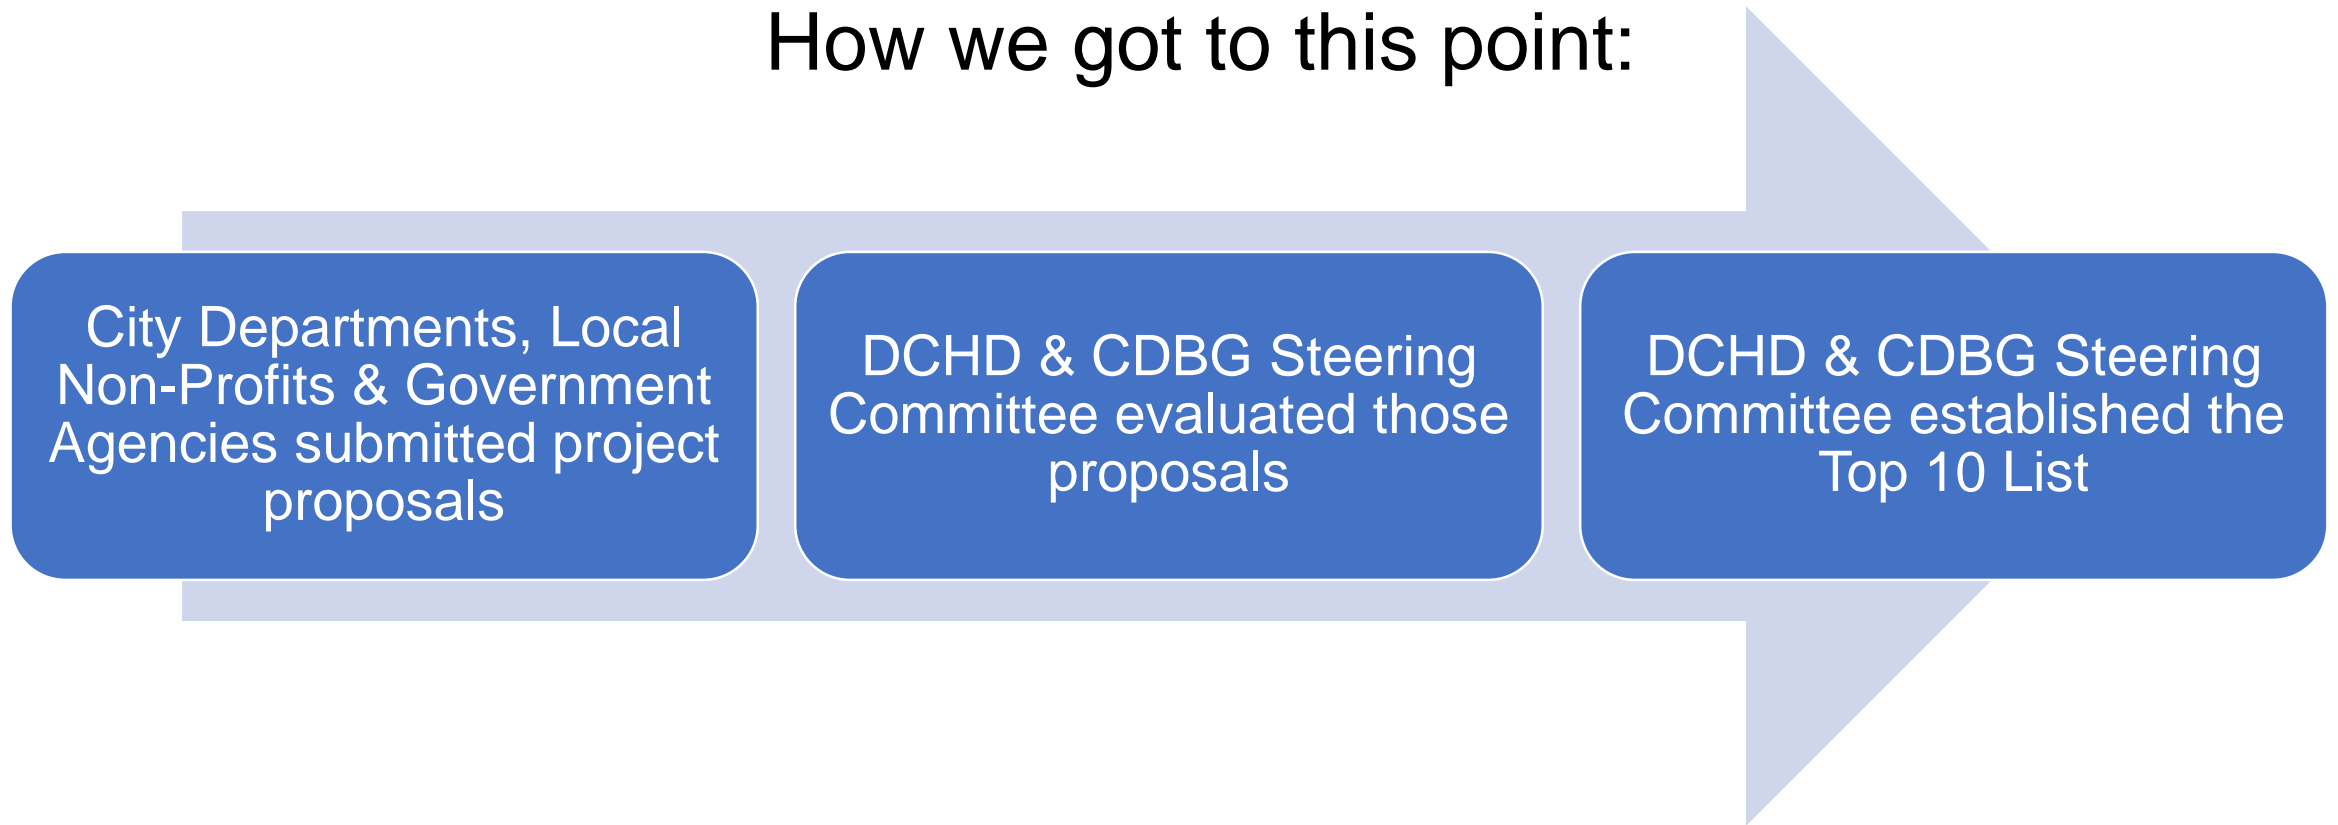 How we got to this point:
City Departments, Local
Non-Profits & Government
Agencies submitted project
proposals
DCHD & CDBG Steering
Committee evaluated those
proposals
DCHD & CDBG Steering
Committee established the
Top 10 List